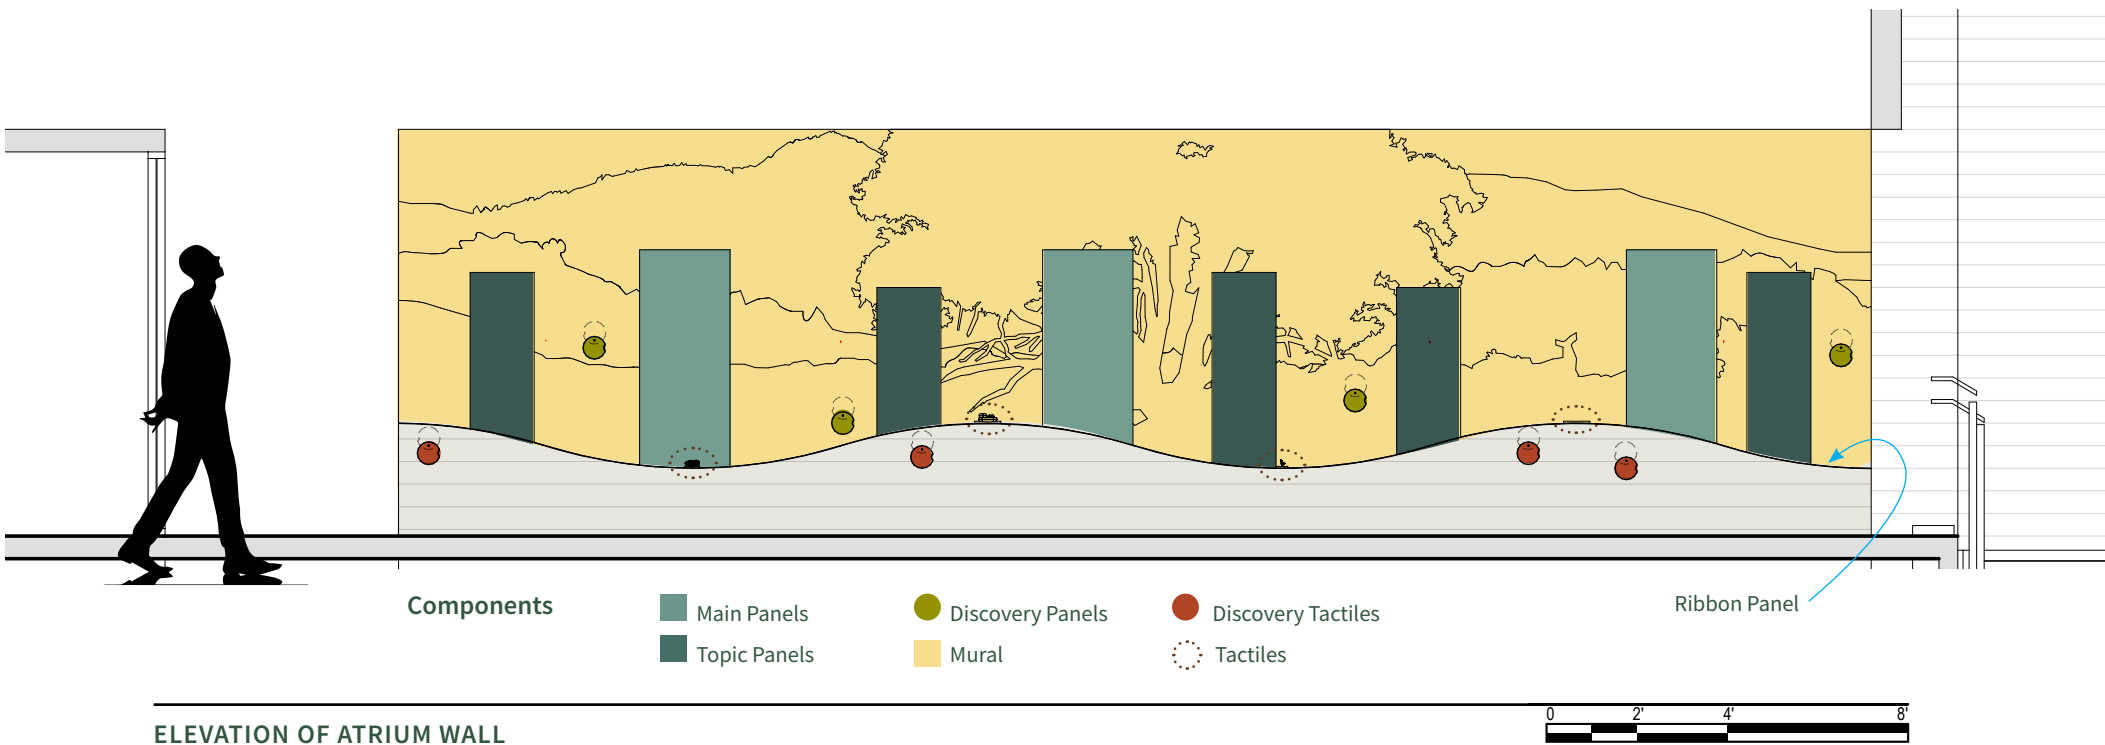 Components
Main Panels
Topic Panels
Discovery Panels
Mural
Discovery Tactiles
Tactiles
Ribbon Panel
ELEVATION OF ATRIUM WALL
0 2' 4' 8'